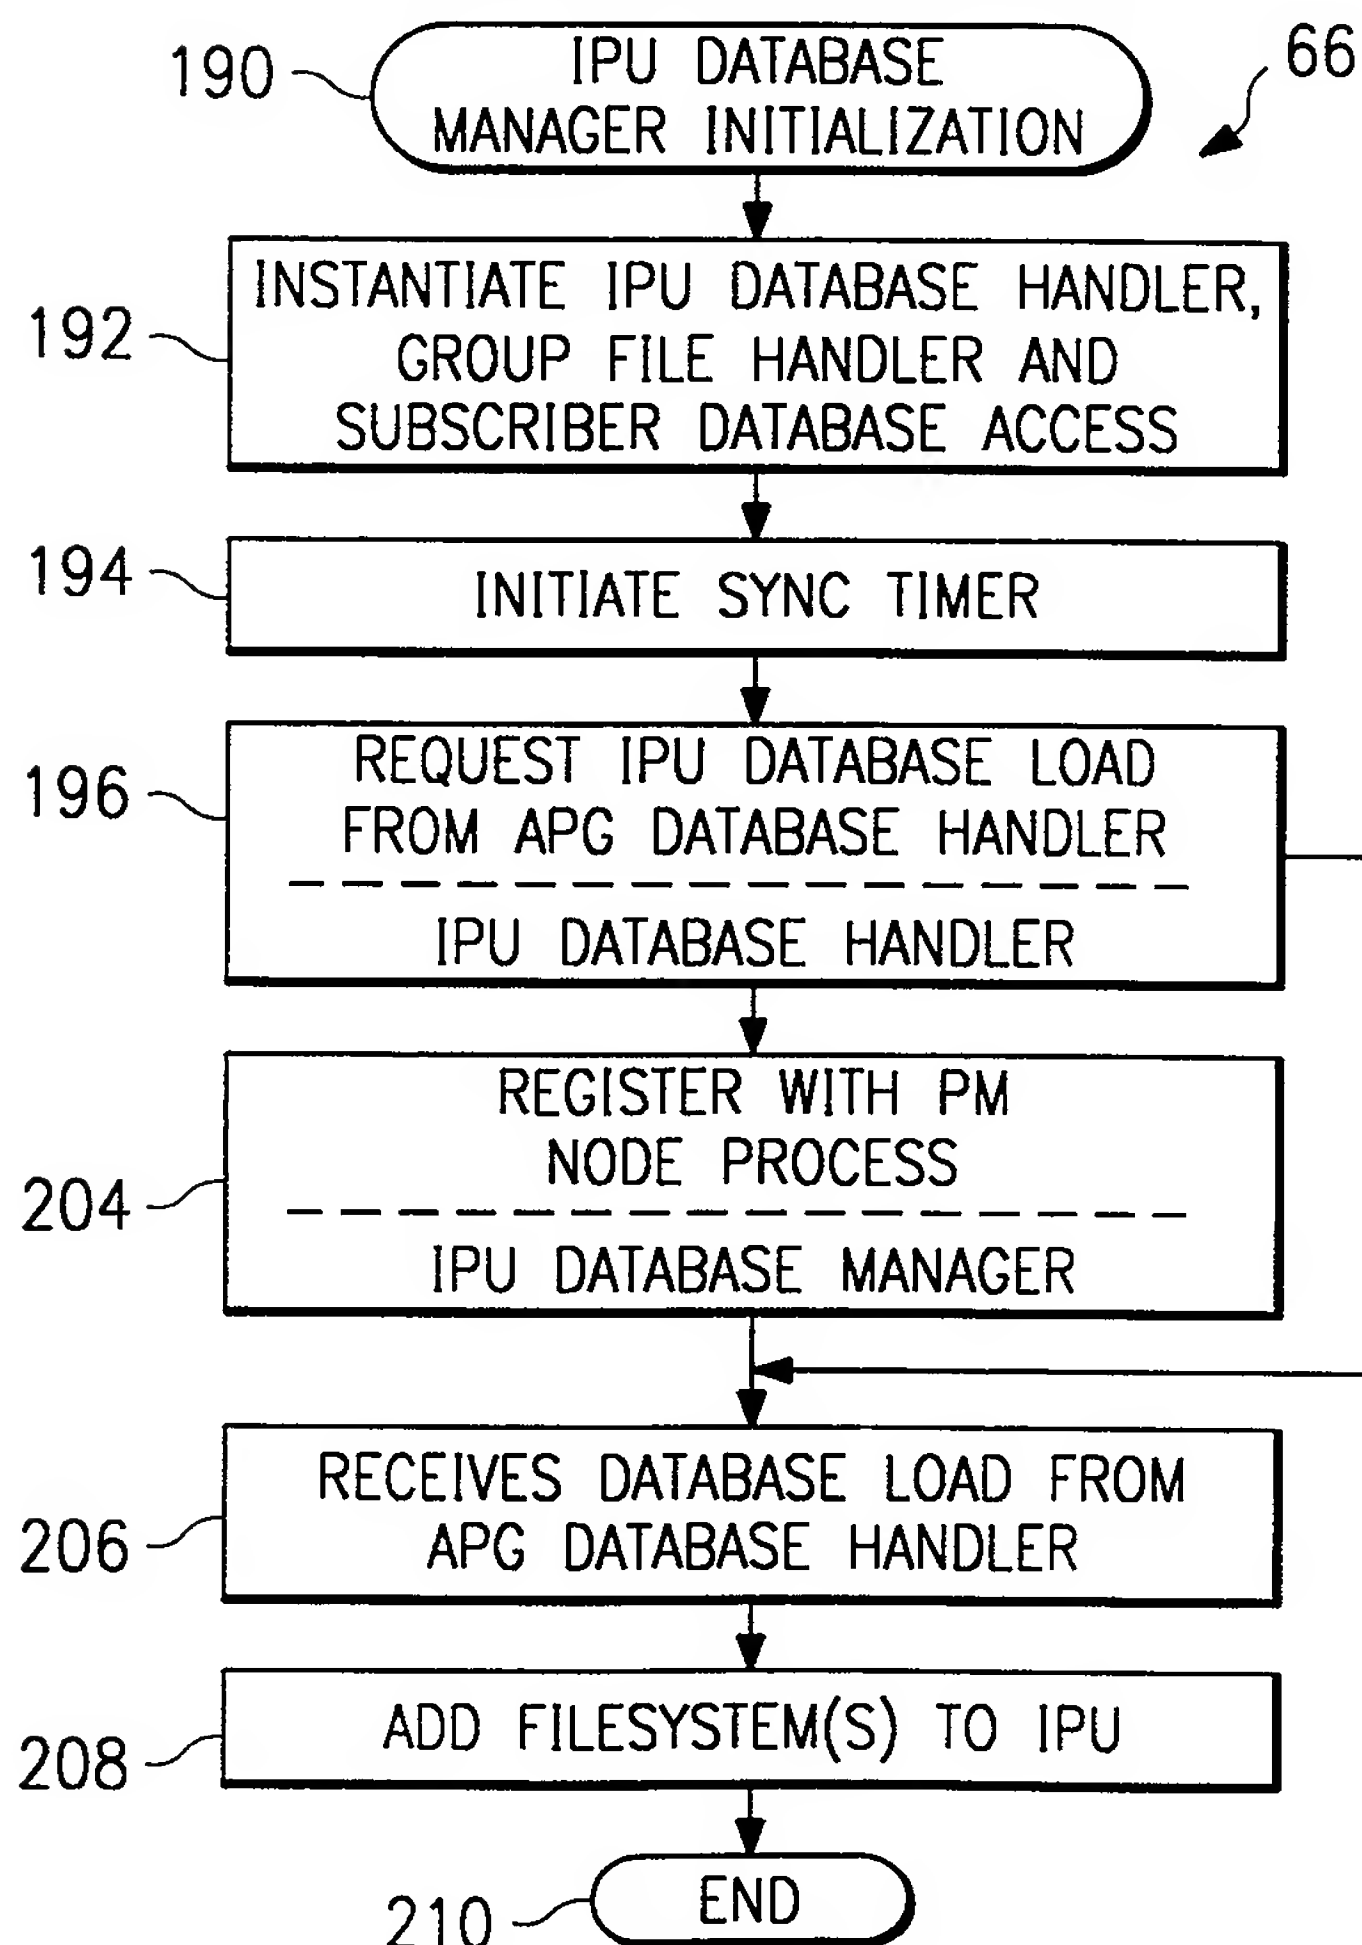 190
IPU DATABASE
MANAGER INITIALIZATION
66
192
INSTANTIATE IPU DATABASE HANDLER,
GROUP FILE HANDLER AND
SUBSCRIBER DATABASE ACCESS
194
INITIATE SYNC TIMER
196
REQUEST IPU DATABASE LOAD
FROM APG DATABASE HANDLER
IPU DATABASE HANDLER
204
REGISTER WITH PM
NODE PROCESS
IPU DATABASE MANAGER
206
RECEIVES DATABASE LOAD FROM
APG DATABASE HANDLER
208
ADD FILESYSTEM(S) TO IPU
210
END